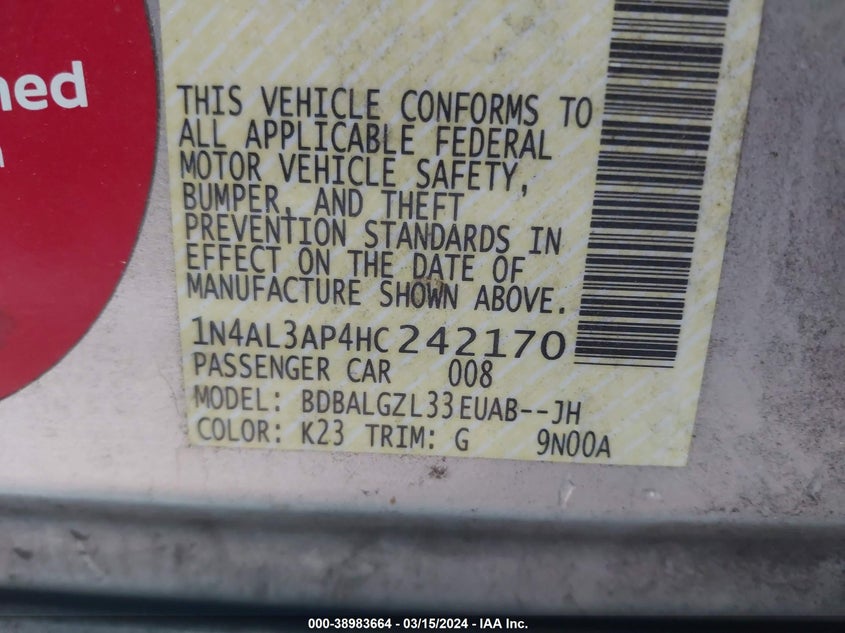 ned
THIS VEHICLE CONFORMS TO
ALL APPLICABLE FEDERAL
MOTOR VEHICLE SAFETY,
BUMPER, AND THEFT
PREVENTION STANDARDS IN
EFFECT ON THE DATE OF
MANUFACTURE SHOWN ABOVE.
1N4AL3AP4HC242170
PASSENGER CAR 008
MODEL: BDBALGZL33EUAB--JH
COLOR: K23 TRIM: G 9N00A
000-38983664 - 03/15/2024 - IAA Inc.